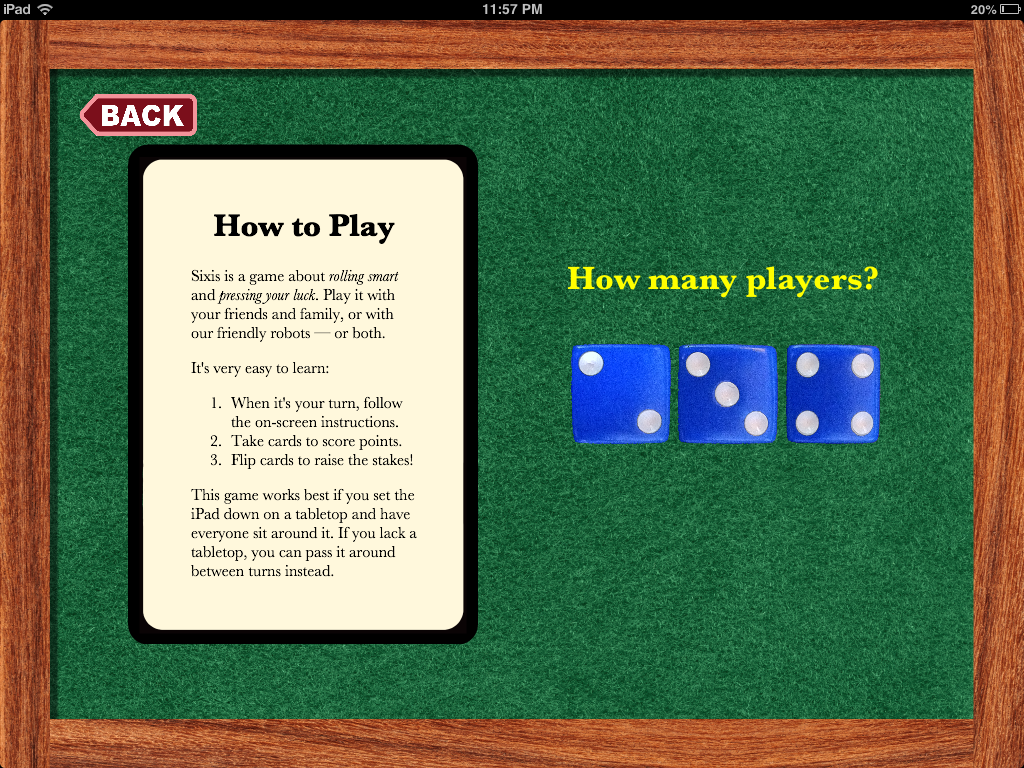 iPad 11:57 PM 20%
BACK
How to Play
Sixis is a game about rolling smart
and pressing your luck. Play it with
your friends and family, or with
our friendly robots — or both.
It's very easy to learn:
1. When it's your turn, follow
the on-screen instructions.
2. Take cards to score points.
3. Flip cards to raise the stakes!
This game works best if you set the
iPad down on a tabletop and have
everyone sit around it. If you lack a
tabletop, you can pass it around
between turns instead.
How many players?